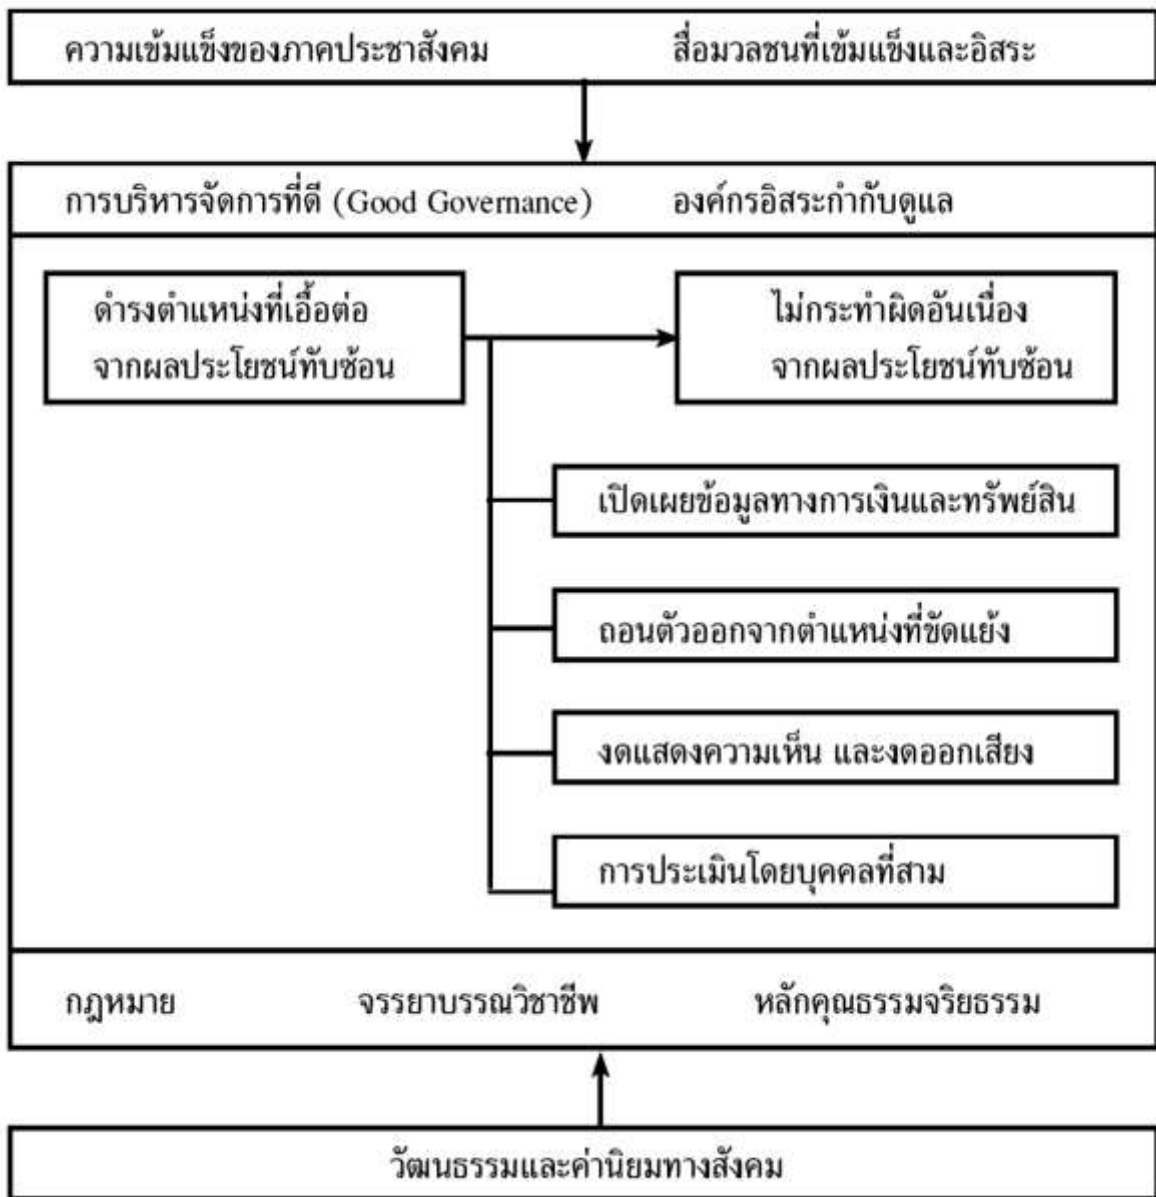 ความเข้มแข็งของภาคประชาสังคม สื่อมวลชนที่เข้มแข็งและอิสระ
การบริหารจัดการที่ดี (Good Governance) องค์กรอิสระกำกับดูแล
ดำรงตำแหน่งที่เอื้อต่อ
จากผลประโยชน์ทับซ้อน
ไม่กระทำผิดอันเนื่อง
จากผลประโยชน์ทับซ้อน
เปิดเผยข้อมูลทางการเงินและทรัพย์สิน
ถอนตัวออกจากตำแหน่งที่ขัดแย้ง
งดแสดงความเห็น และงดออกเสียง
การประเมินโดยบุคคลที่สาม
กฎหมาย จรรยาบรรณวิชาชีพ หลักคุณธรรมจริยธรรม
วัฒนธรรมและค่านิยมทางสังคม